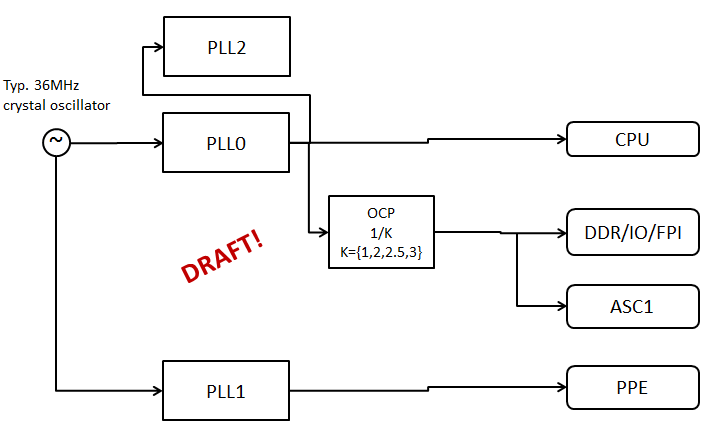 PLL2
Typ. 36MHz
crystal oscillator
~
PLL0
CPU
OCP
1/K
K={1,2,2.5,3}
DDR/IO/FPI
DRAFT!
ASC1
PLL1
PPE